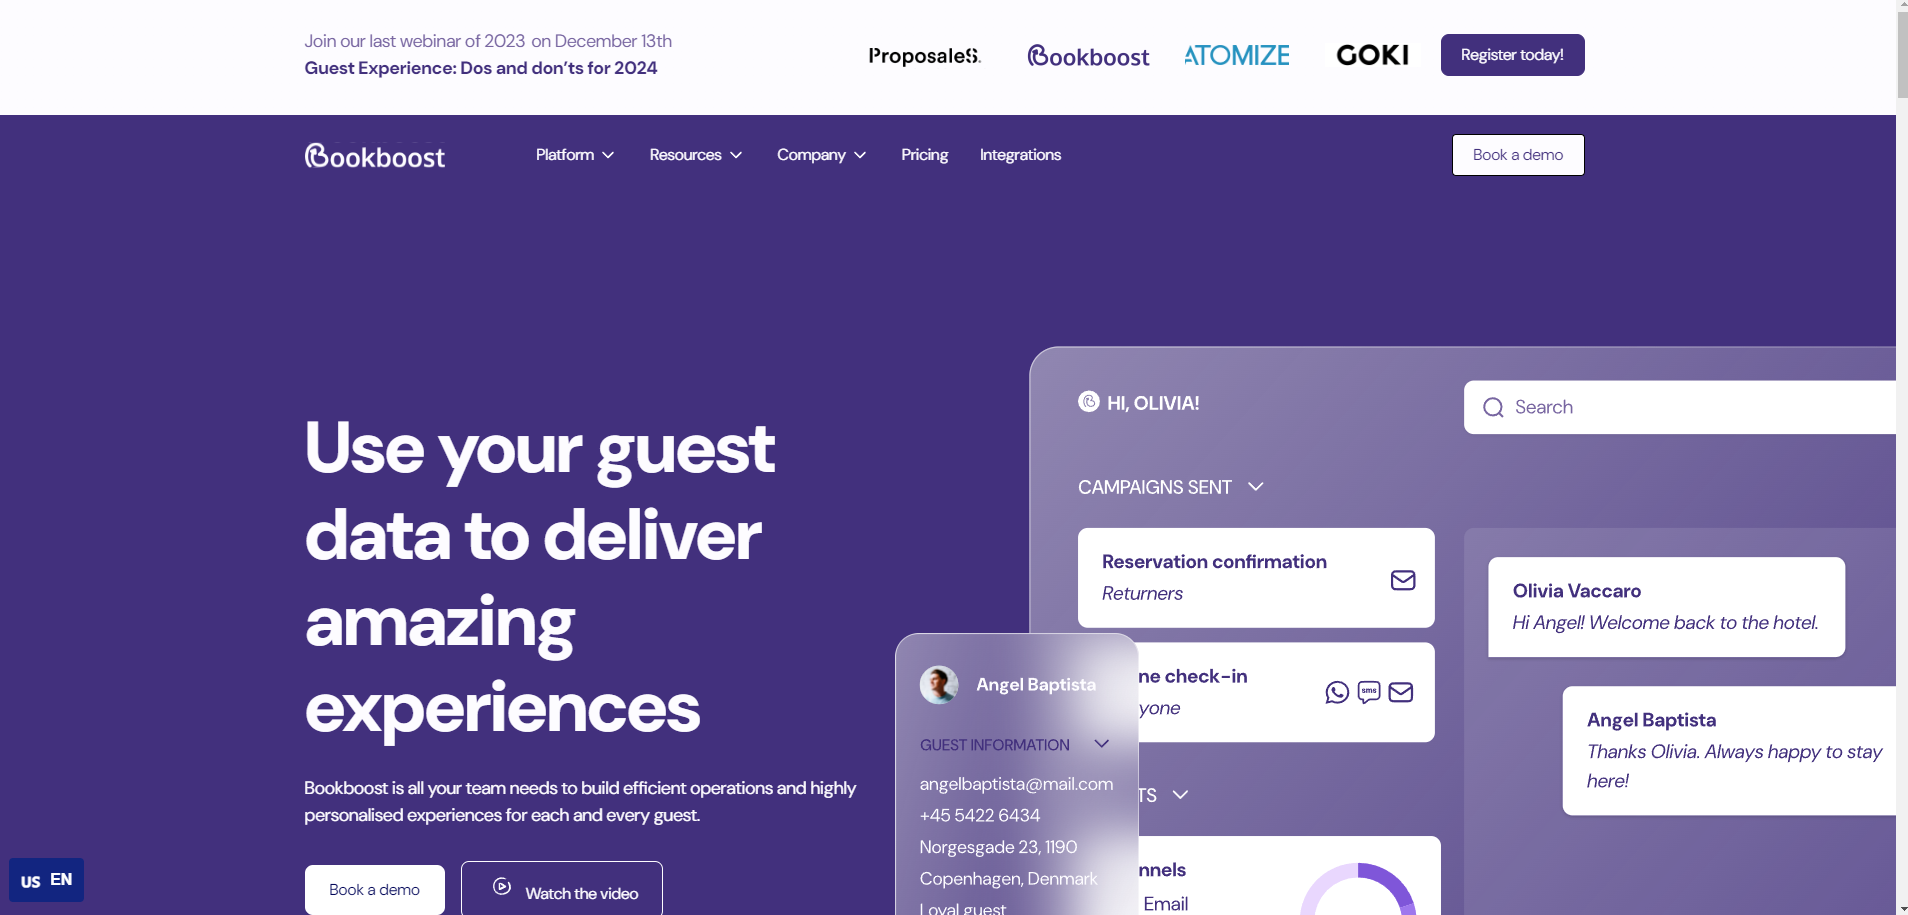 Join our last webinar of 2023 on December 13th
Guest Experience: Dos and don'ts for 2024
Proposales.
Bookboost
ATOMIZE
GOKI
Register today!
Bookboost
Platform
Resources
Company
Pricing
Integrations
Book a demo
Use your guest
data to deliver
amazing
experiences
Bookboost is all your team needs to build efficient operations and highly
personalised experiences for each and every guest.
Book a demo
Watch the video
US EN
HI, OLIVIA!
Search
CAMPAIGNS SENT
Reservation confirmation
Returners
ne check-in
yone
sms
TS
nnels
Email
Angel Baptista
GUEST INFORMATION
angelbaptista@mail.com
+45 5422 6434
Norgesgade 23, 1190
Copenhagen, Denmark
Loyal guest
Olivia Vaccaro
Hi Angel! Welcome back to the hotel.
Angel Baptista
Thanks Olivia. Always happy to stay
here!